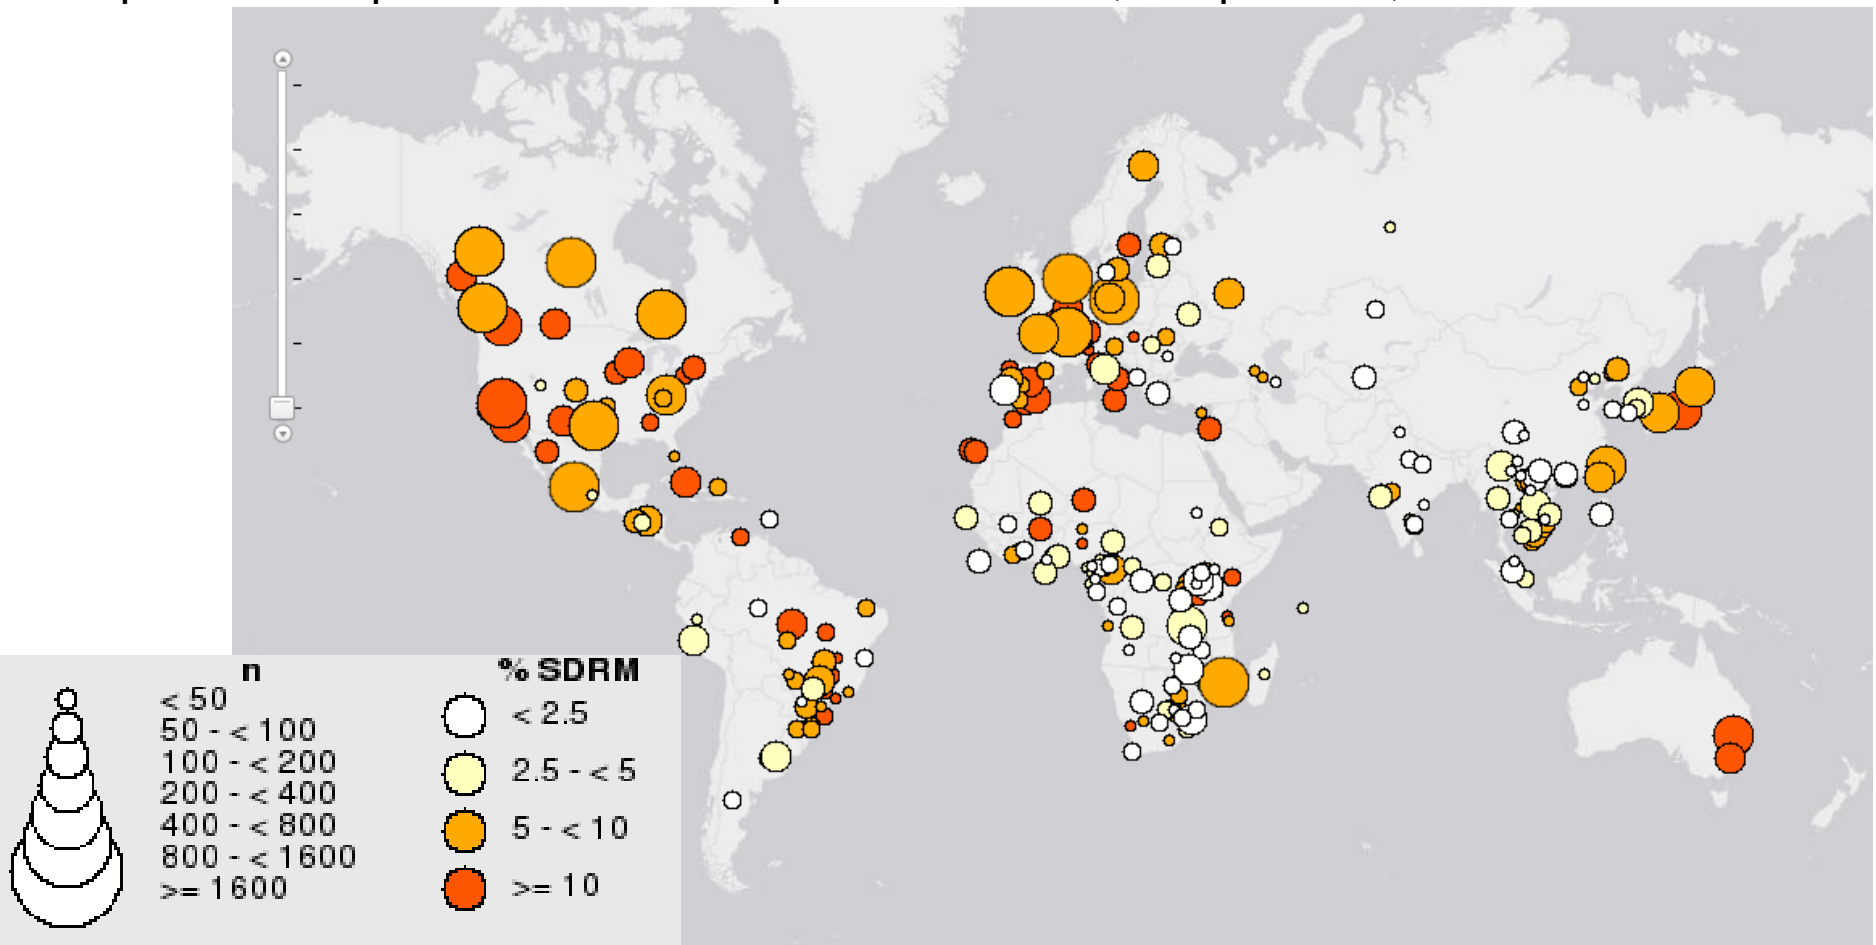 n
% SDRM
< 50
50 - < 100
100 - < 200
200 - < 400
400 - < 800
800 - < 1600
>= 1600
< 2.5
2.5 - < 5
5 - < 10
>= 10